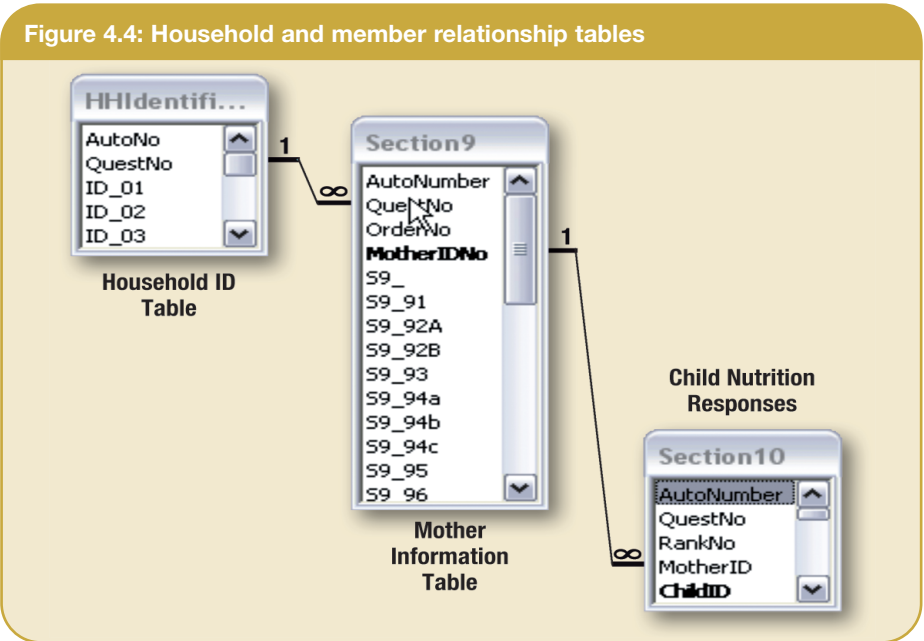 Figure 4.4: Household and member relationship tables
HHIdentifi...
AutoNo
QuestNo
ID_01
ID_02
ID_03
Household ID
Table
1
∞
Section9
AutoNumber
QuestNo
OrderNo
MotherIDNo
S9_
S9_91
S9_92A
S9_92B
S9_93
S9_94a
S9_94b
S9_94c
S9_95
S9_96
Mother
Information
Table
1
∞
Child Nutrition
Responses
Section10
AutoNumber
QuestNo
RankNo
MotherID
ChildID